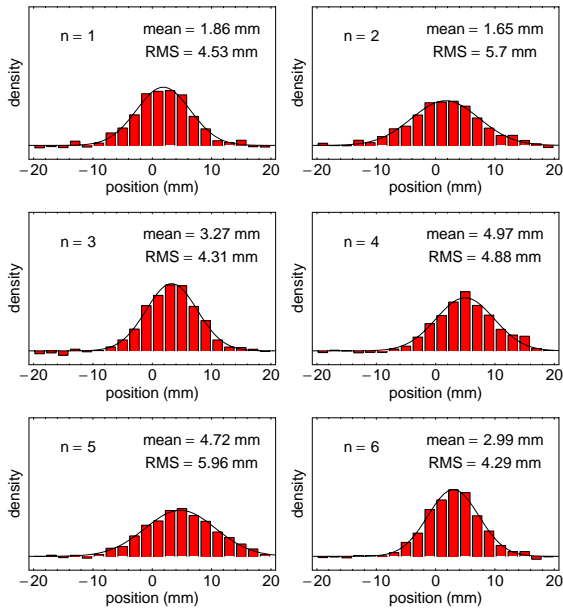 n = 1
mean = 1.86 mm
RMS = 4.53 mm
density
−20 −10 0 10 20
position (mm)
n = 2
mean = 1.65 mm
RMS = 5.7 mm
density
−20 −10 0 10 20
position (mm)
n = 3
mean = 3.27 mm
RMS = 4.31 mm
density
−20 −10 0 10 20
position (mm)
n = 4
mean = 4.97 mm
RMS = 4.88 mm
density
−20 −10 0 10 20
position (mm)
n = 5
mean = 4.72 mm
RMS = 5.96 mm
density
−20 −10 0 10 20
position (mm)
n = 6
mean = 2.99 mm
RMS = 4.29 mm
density
−20 −10 0 10 20
position (mm)